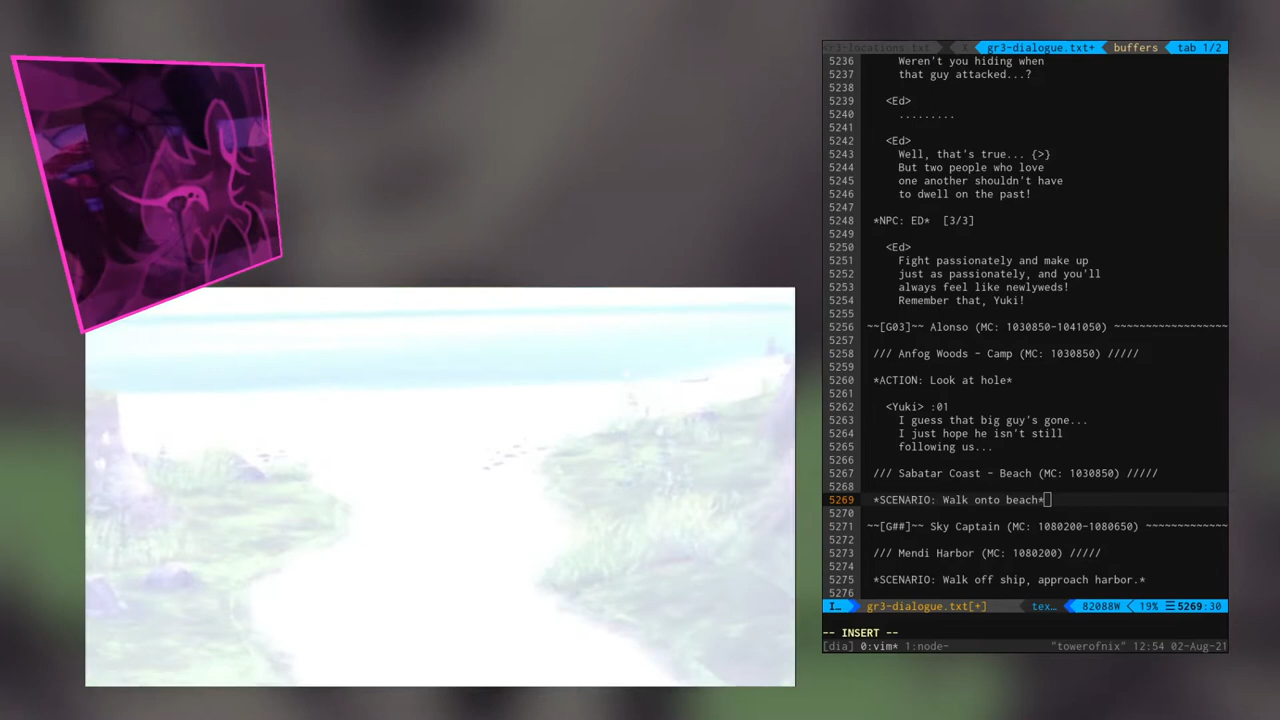 gr3-locations.txt X gr3-dialogue.txt+ buffers tab 1/2
5236 Weren't you hiding when
5237 that guy attacked...?
5238
5239 <Ed>
5240 .........
5241
5242 <Ed>
5243 Well, that's true... {>}
5244 But two people who love
5245 one another shouldn't have
5246 to dwell on the past!
5247
5248 *NPC: ED* [3/3]
5249
5250 <Ed>
5251 Fight passionately and make up
5252 just as passionately, and you'll
5253 always feel like newlyweds!
5254 Remember that, Yuki!
5255
5256 ~~[G03]~~ Alonso (MC: 1030850-1041050) ~~~~~~~~~~~~~~~~~~
5257
5258 /// Anfog Woods - Camp (MC: 1030850) /////
5259
5260 *ACTION: Look at hole*
5261
5262 <Yuki> :01
5263 I guess that big guy's gone...
5264 I just hope he isn't still
5265 following us...
5266
5267 /// Sabatar Coast - Beach (MC: 1030850) /////
5268
5269 *SCENARIO: Walk onto beach*
5270
5271 ~~[G##]~~ Sky Captain (MC: 1080200-1080650) ~~~~~~~~~~~~~
5272
5273 /// Mendi Harbor (MC: 1080200) /////
5274
5275 *SCENARIO: Walk off ship, approach harbor.*
5276
I… gr3-dialogue.txt[+] tex… 82088W 19% ☰5269:30
-- INSERT --
[dia] 0:vim* 1:node- "towerofnix" 12:54 02-Aug-21